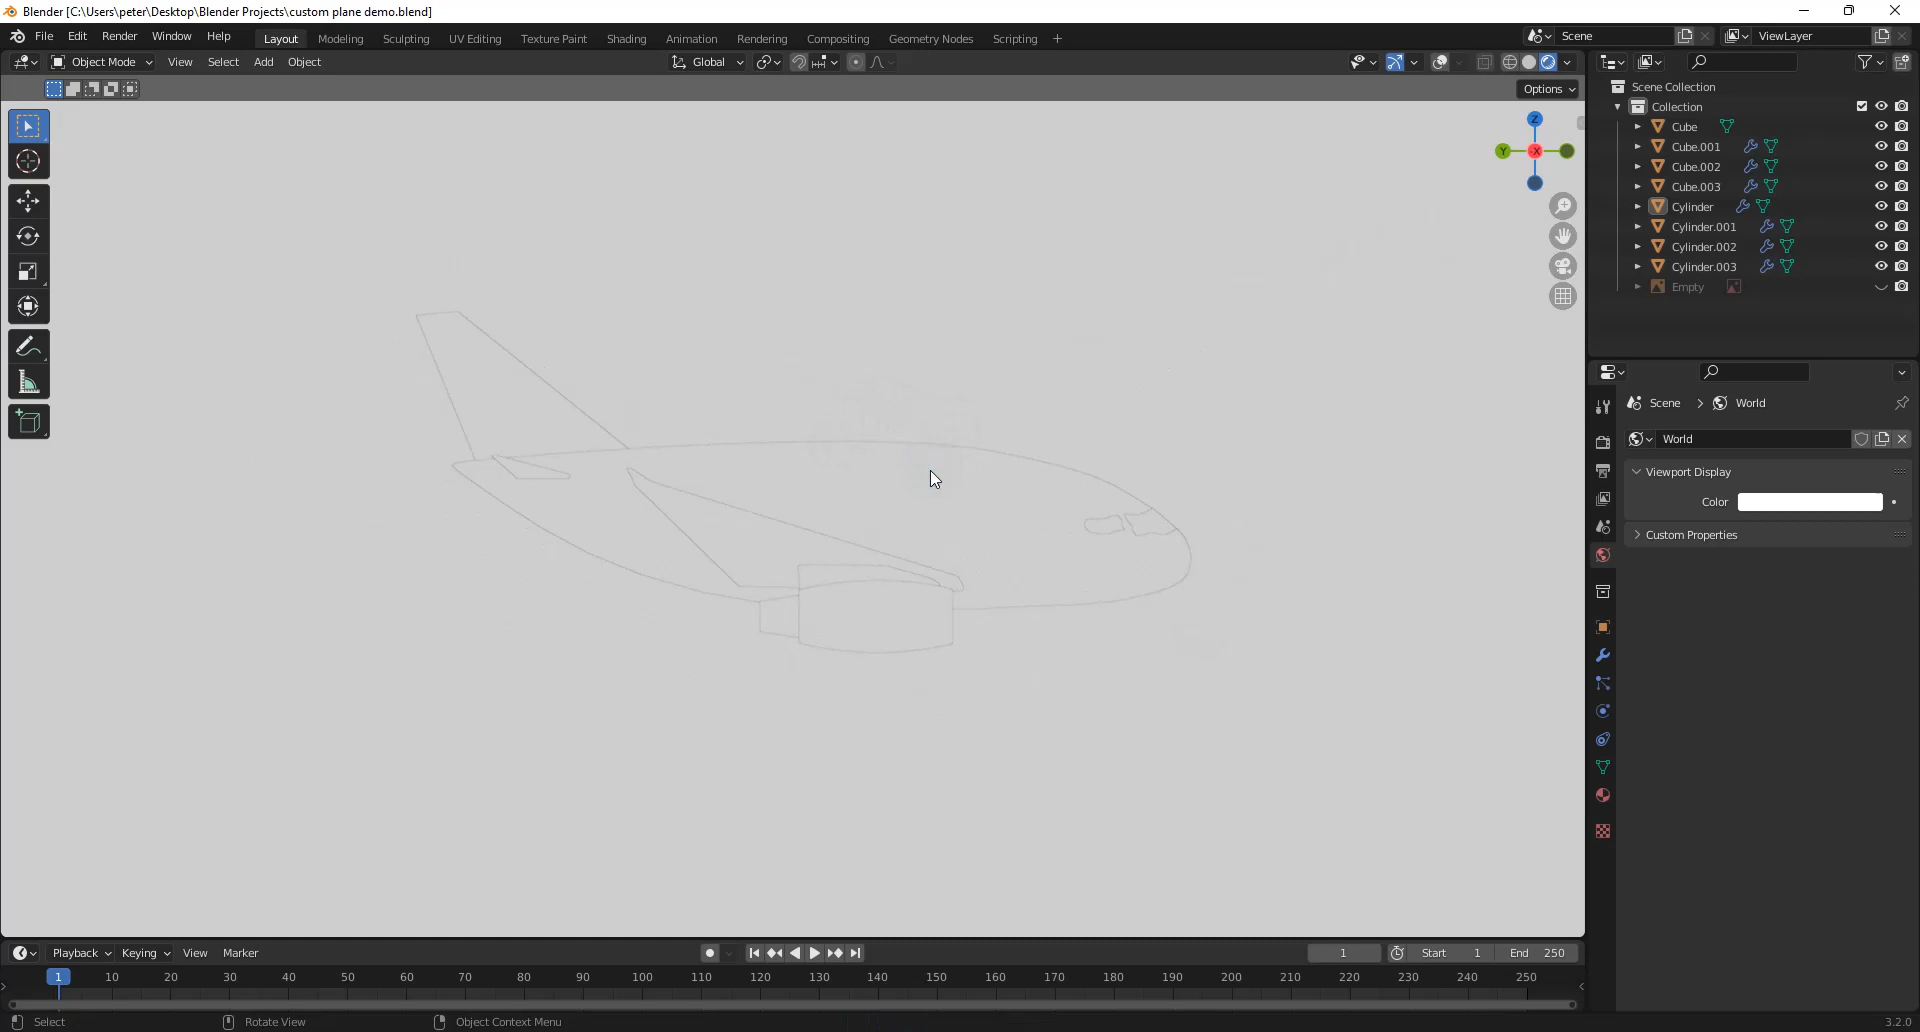 Blender [C:\Users\peter\Desktop\Blender Projects\custom plane demo.blend]
File Edit Render Window Help Layout Modeling Sculpting UV Editing Texture Paint Shading Animation Rendering Compositing Geometry Nodes Scripting + Scene ViewLayer
Object Mode View Select Add Object Global
Options
Z
Y X
Scene Collection
Collection
Cube
Cube.001
Cube.002
Cube.003
Cylinder
Cylinder.001
Cylinder.002
Cylinder.003
Empty
Scene > World
World
Viewport Display
Color
Custom Properties
Playback Keying View Marker 1 Start 1 End 250
1 10 20 30 40 50 60 70 80 90 100 110 120 130 140 150 160 170 180 190 200 210 220 230 240 250
Select Rotate View Object Context Menu 3.2.0